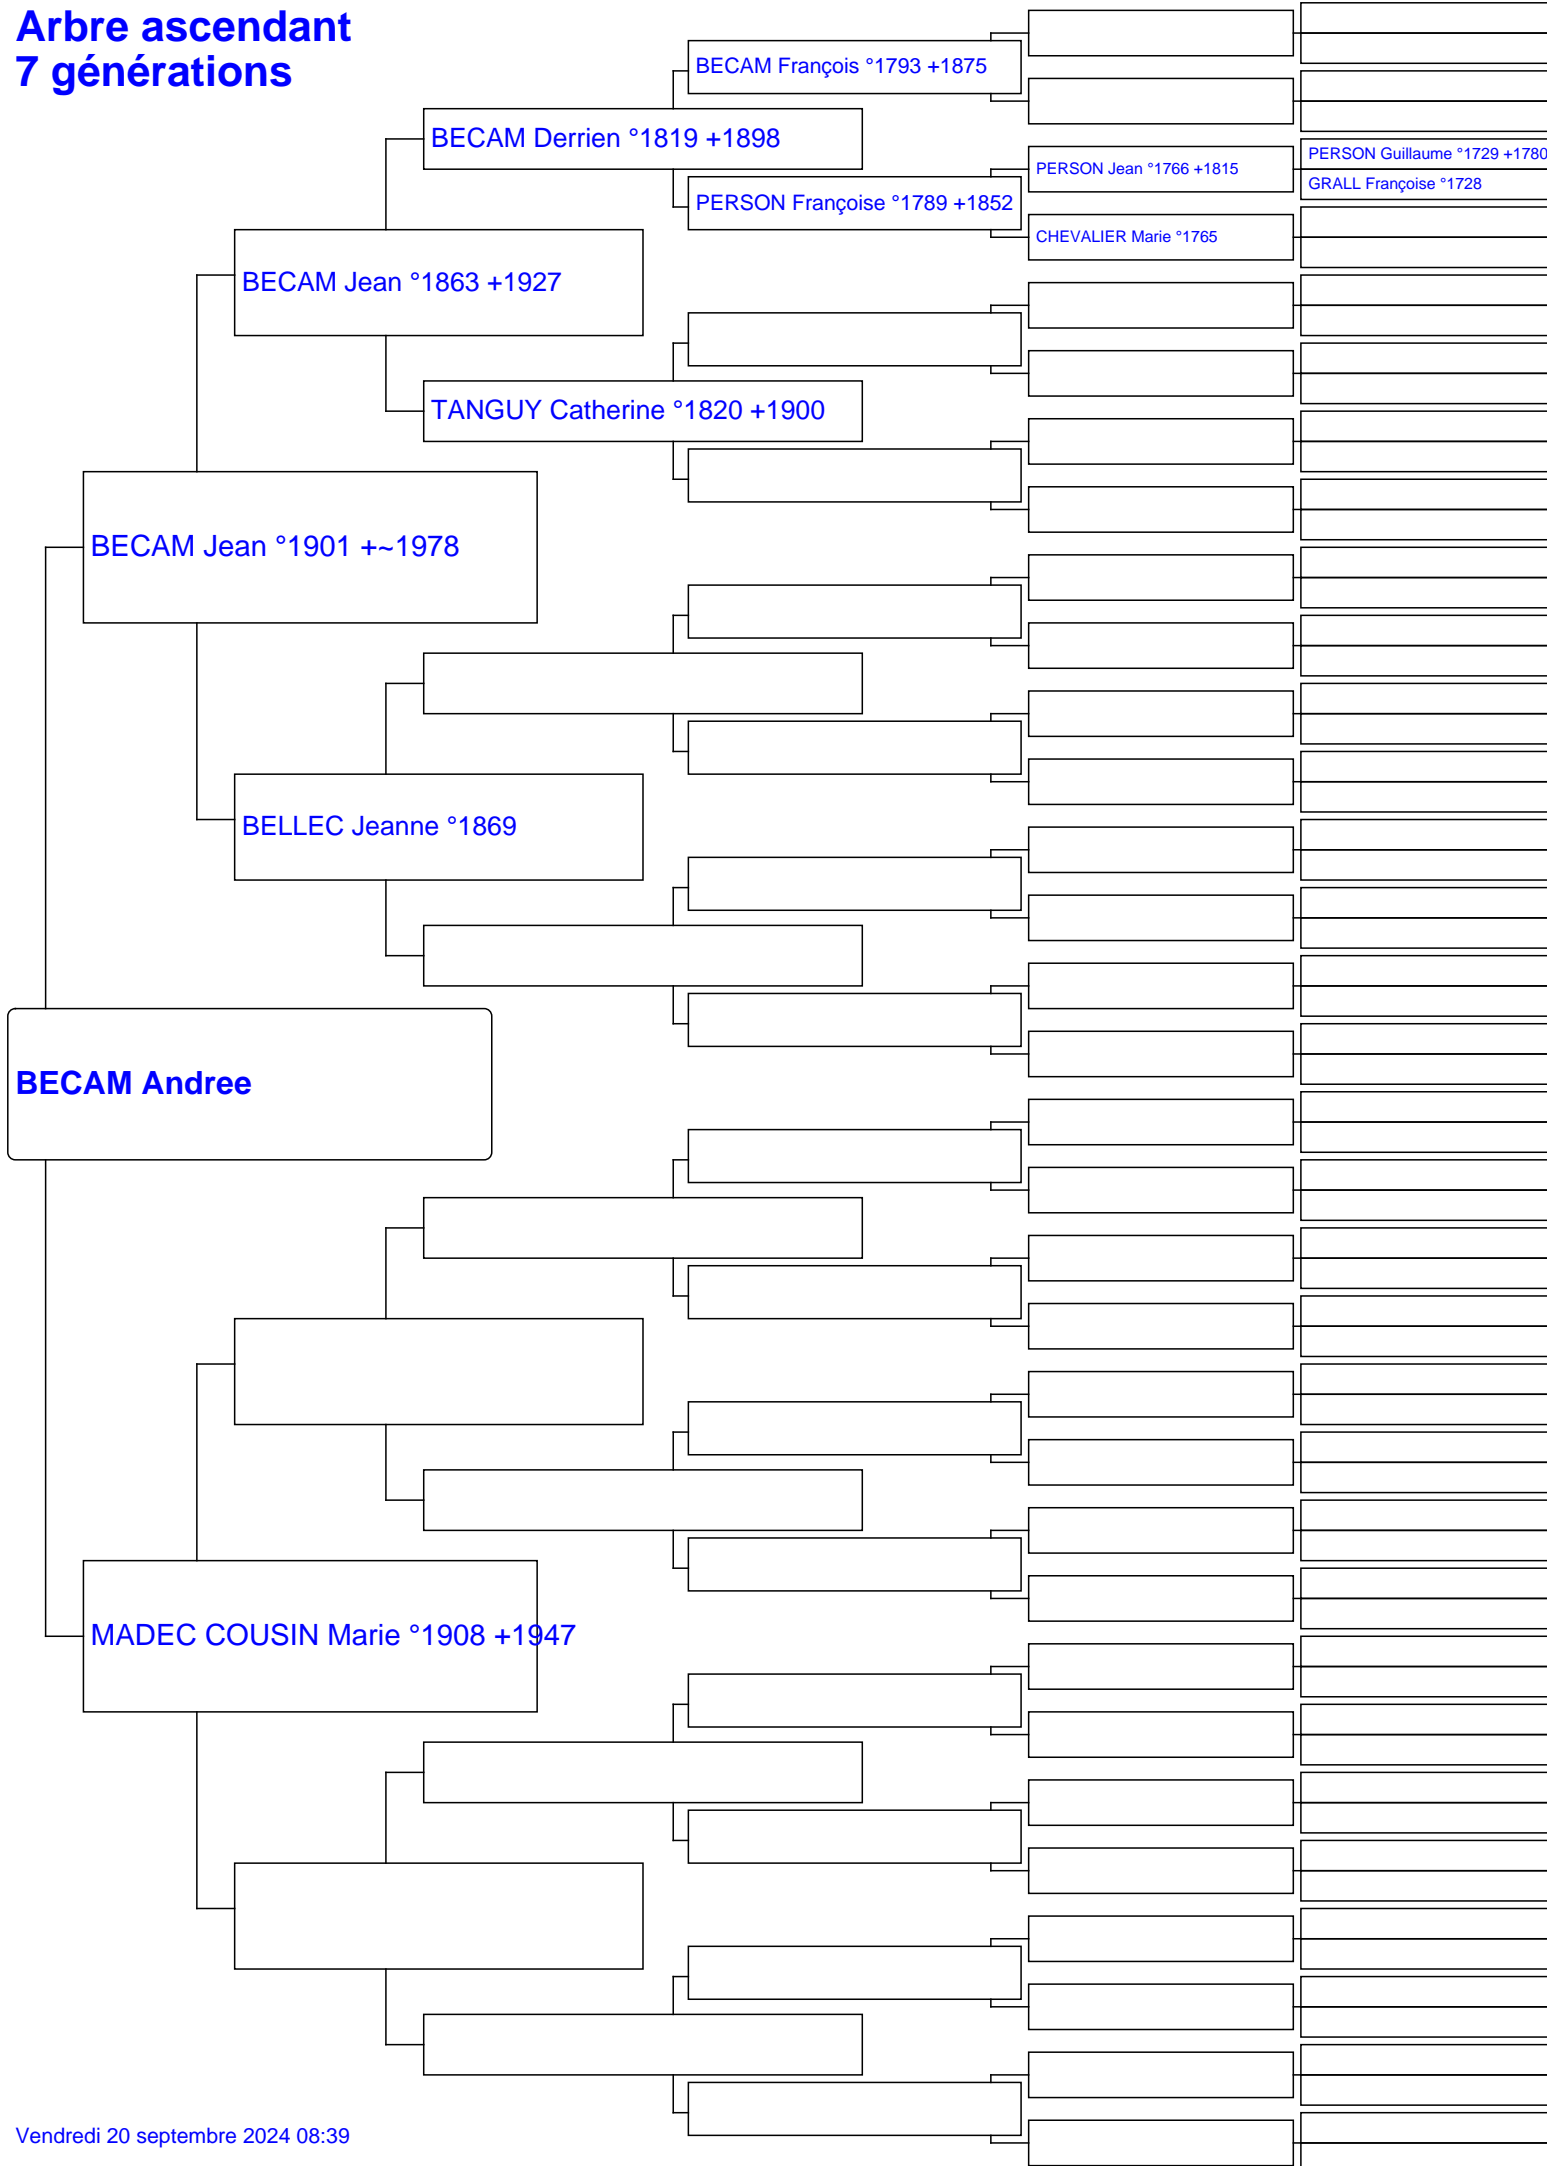 Arbre ascendant
7 générations
BECAM François °1793 +1875
BECAM Derrien °1819 +1898
PERSON Guillaume °1729 +1780
PERSON Jean °1766 +1815
GRALL Françoise °1728
PERSON Françoise °1789 +1852
CHEVALIER Marie °1765
BECAM Jean °1863 +1927
TANGUY Catherine °1820 +1900
BECAM Jean °1901 +~1978
BELLEC Jeanne °1869
BECAM Andree
MADEC COUSIN Marie °1908 +1947
Vendredi 20 septembre 2024 08:39